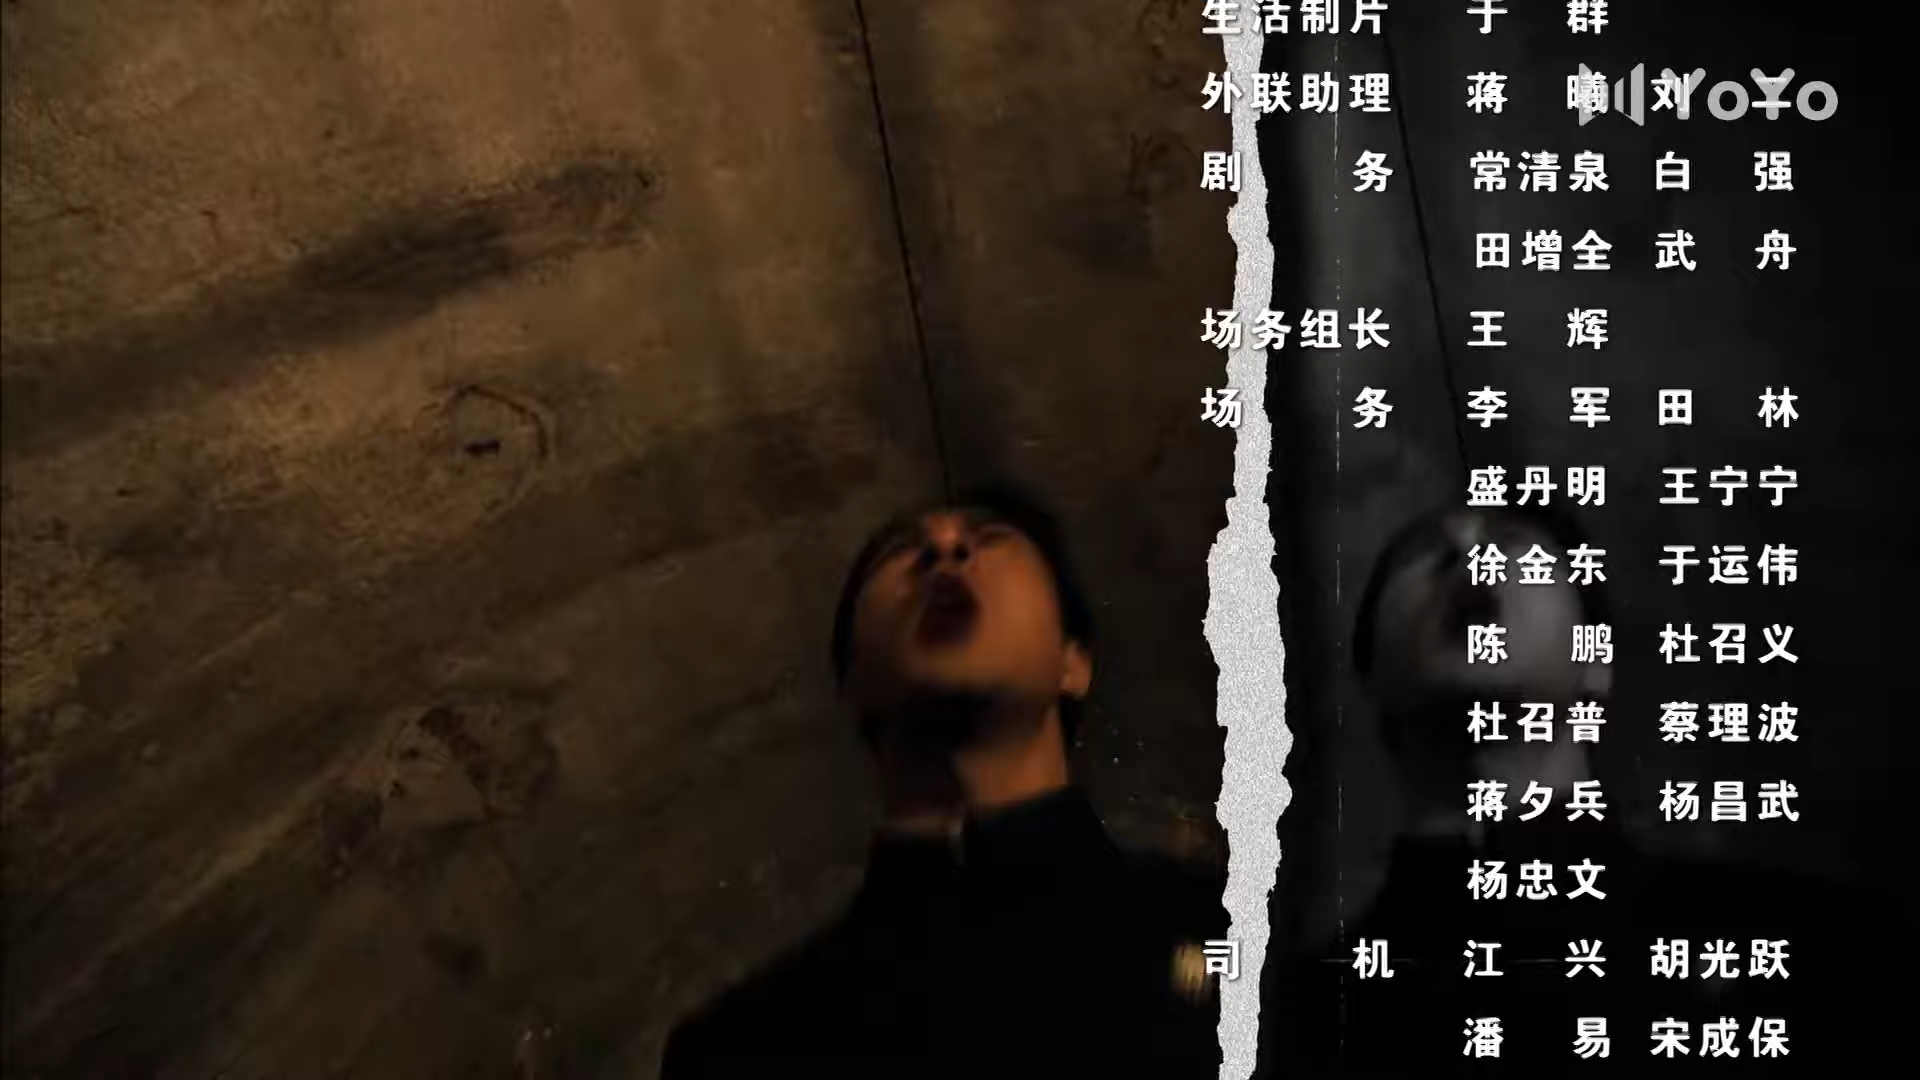 生活制片 于群
YOYO
外联助理 蒋曦 刘二
剧务 常清泉 白强
田增全 武舟
场务组长 王辉
场务 李军 田林
盛丹明 王宁宁
徐金东 于运伟
陈鹏 杜召义
杜召普 蔡理波
蒋夕兵 杨昌武
杨忠文
司机 江兴 胡光跃
潘易 宋成保